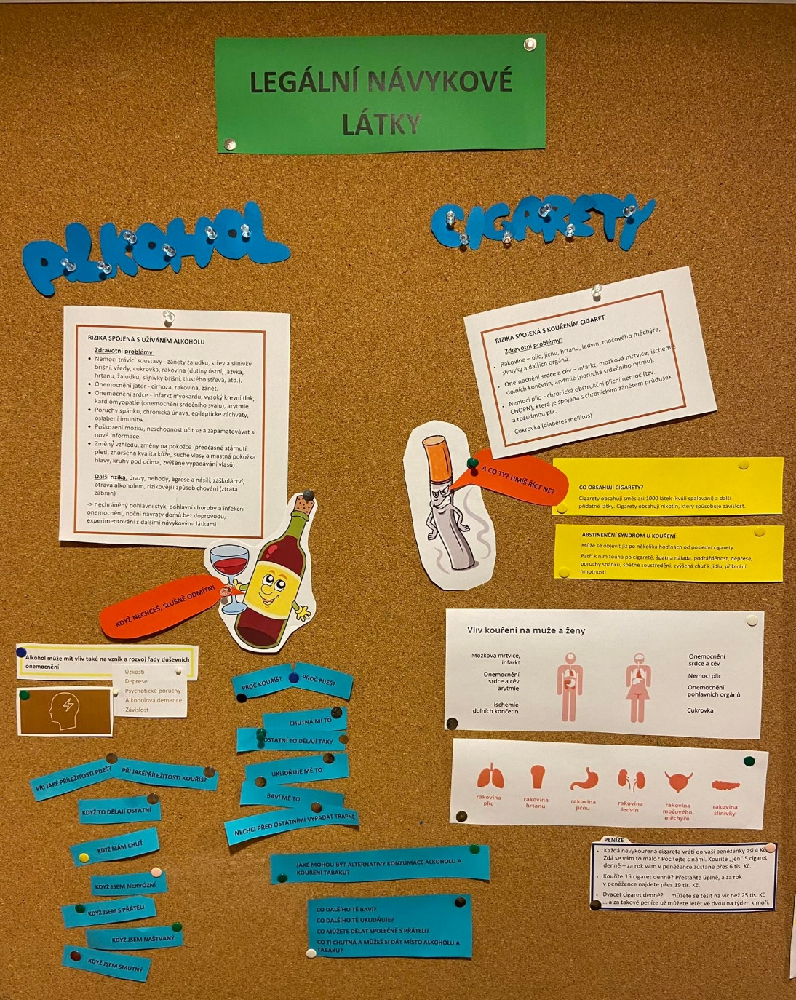 LEGÁLNÍ NÁVYKOVÉ
LÁTKY
ALKOHOL
CIGARETY
RIZIKA SPOJENÁ S UŽÍVÁNÍM ALKOHOLU
Zdravotní problémy:
• Nemoci trávicí soustavy - záněty žaludku, střev a slinivky
břišní, vředy, cukrovka, rakovina (dutiny ústní, jazyka,
hrtanu, žaludku, slinivky břišní, tlustého střeva, atd.).
• Onemocnění jater - cirhóza, rakovina, zánět.
• Onemocnění srdce - infarkt myokardu, vysoký krevní tlak,
kardiomyopatie (onemocnění srdečního svalu), arytmie.
• Poruchy spánku, chronická únava, epileptické záchvaty,
oslabení imunity.
• Poškození mozku, neschopnost učit se a zapamatovávat si
nové informace.
• Změny vzhledu, změny na pokožce (předčasné stárnutí
pleti, zhoršená kvalita kůže, suché vlasy a mastná pokožka
hlavy, kruhy pod očima, zvýšené vypadávání vlasů)
Další rizika: úrazy, nehody, agrese a násilí, záškoláctví,
otrava alkoholem, rizikovější způsob chování (ztráta
zábran)
-> nechráněný pohlavní styk, pohlavní choroby a infekční
onemocnění, noční návraty domů bez doprovodu,
experimentování s dalšími návykovými látkami
RIZIKA SPOJENÁ S KOUŘENÍM CIGARET
Zdravotní problémy:
• Rakovina – plic, jícnu, hrtanu, ledvin, močového měchýře,
slinivky a dalších orgánů.
• Onemocnění srdce a cév – infarkt, mozková mrtvice, ischemie
dolních končetin, arytmie (porucha srdečního rytmu).
• Nemoci plic – chronická obstrukční plicní nemoc (tzv.
CHOPN), která je spojena s chronickým zánětem průdušek
a rozedmou plic.
• Cukrovka (diabetes mellitus)
A CO TY? UMÍŠ ŘÍCT NE?
CO OBSAHUJÍ CIGARETY?
Cigarety obsahují směs asi 1000 látek (kvůli spalování) a další
přídatné látky. Cigarety obsahují nikotin, který způsobuje závislost.
ABSTINENČNÍ SYNDROM U KOUŘENÍ
Může se objevit již po několika hodinách od poslední cigarety
Patří k ním touha po cigaretě, špatná nálada, podrážděnost, deprese,
poruchy spánku, špatné soustředění, zvýšená chuť k jídlu, přibírání
hmotnosti
KDYŽ NECHCEŠ, SLUŠNĚ ODMÍTNI
Alkohol může mít vliv také na vznik a rozvoj řady duševních
onemocnění
Úzkosti
Deprese
Psychotické poruchy
Alkoholová demence
Závislost
PROČ KOUŘÍŠ?
PROČ PIJEŠ?
CHUTNÁ MI TO
OSTATNÍ TO DĚLAJÍ TAKY
UKLIDŇUJE MĚ TO
BAVÍ MĚ TO
NECHCI PŘED OSTATNÍMI VYPADAT TRAPNĚ
PŘI JAKÉ PŘÍLEŽITOSTI PIJEŠ?
PŘI JAKÉPŘÍLEŽITOSTI KOUŘÍŠ?
KDYŽ TO DĚLAJÍ OSTATNÍ
KDYŽ MÁM CHUŤ
KDYŽ JSEM NERVÓZNÍ
KDYŽ JSEM S PŘÁTELI
KDYŽ JSEM NAŠTVANÝ
KDYŽ JSEM SMUTNÝ
JAKÉ MOHOU BÝT ALTERNATIVY KONZUMACE ALKOHOLU A
KOUŘENÍ TABÁKU?
CO DALŠÍHO TĚ BAVÍ?
CO DALŠÍHO TĚ UKLIDŇUJE?
CO MŮŽETE DĚLAT SPOLEČNĚ S PŘÁTELI?
CO TI CHUTNÁ A MŮŽEŠ SI DÁT MÍSTO ALKOHOLU A
TABÁKU?
Vliv kouření na muže a ženy
Mozková mrtvice,
infarkt
Onemocnění
srdce a cév
arytmie
Ischemie
dolních končetin
Onemocnění
srdce a cév
Nemoci plic
Onemocnění
pohlavních orgánů
Cukrovka
rakovina
plic
rakovina
hrtanu
rakovina
jícnu
rakovina
ledvin
rakovina
močového
měchýře
rakovina
slinivky
PENÍZE
• Každá nevykouřená cigareta vrátí do vaší peněženky asi 4 Kč.
Zdá se vám to málo? Počítejte s námi. Kouříte „jen" 5 cigaret
denně – za rok vám v peněžence zůstane přes 6 tis. Kč.
• Kouříte 15 cigaret denně? Přestaňte úplně, a za rok
v peněžence najdete přes 19 tis. Kč.
• Dvacet cigaret denně? ... můžete se těšit na víc než 25 tis. Kč
... a za takové peníze už můžete letět ve dvou na týden k moři.